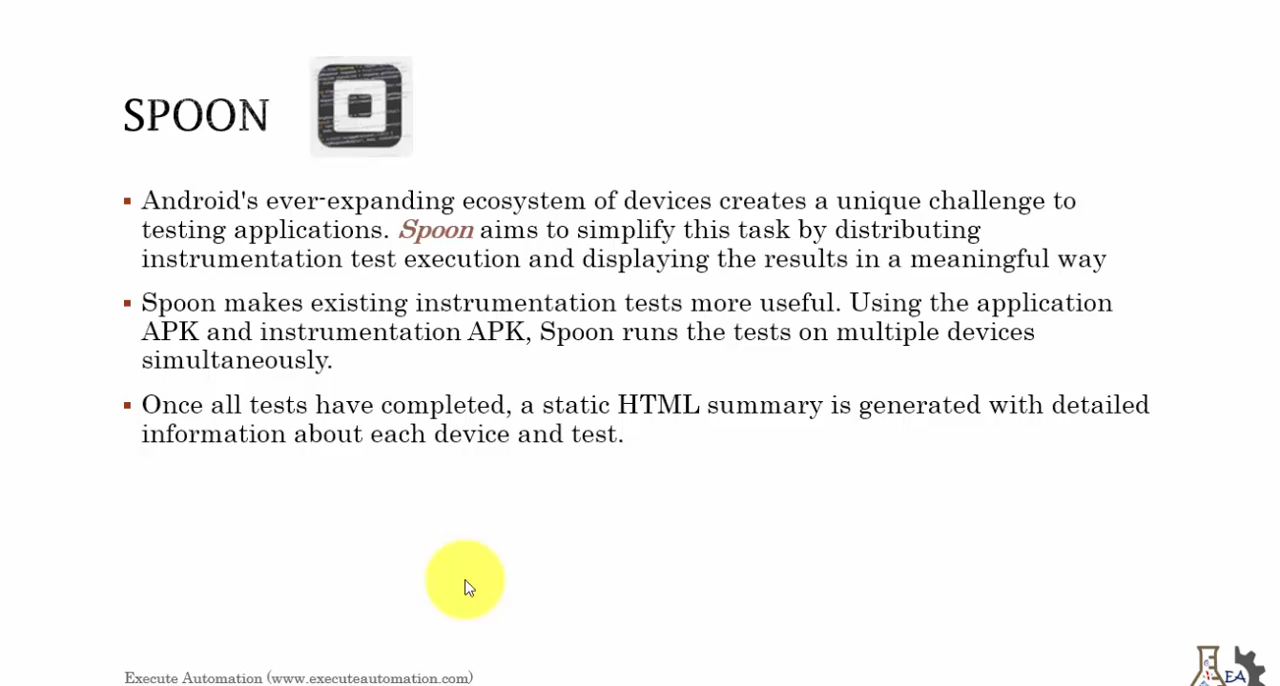 SPOON
▪ Android's ever-expanding ecosystem of devices creates a unique challenge to
testing applications. Spoon aims to simplify this task by distributing
instrumentation test execution and displaying the results in a meaningful way
▪ Spoon makes existing instrumentation tests more useful. Using the application
APK and instrumentation APK, Spoon runs the tests on multiple devices
simultaneously.
▪ Once all tests have completed, a static HTML summary is generated with detailed
information about each device and test.
Execute Automation (www.executeautomation.com)
EA